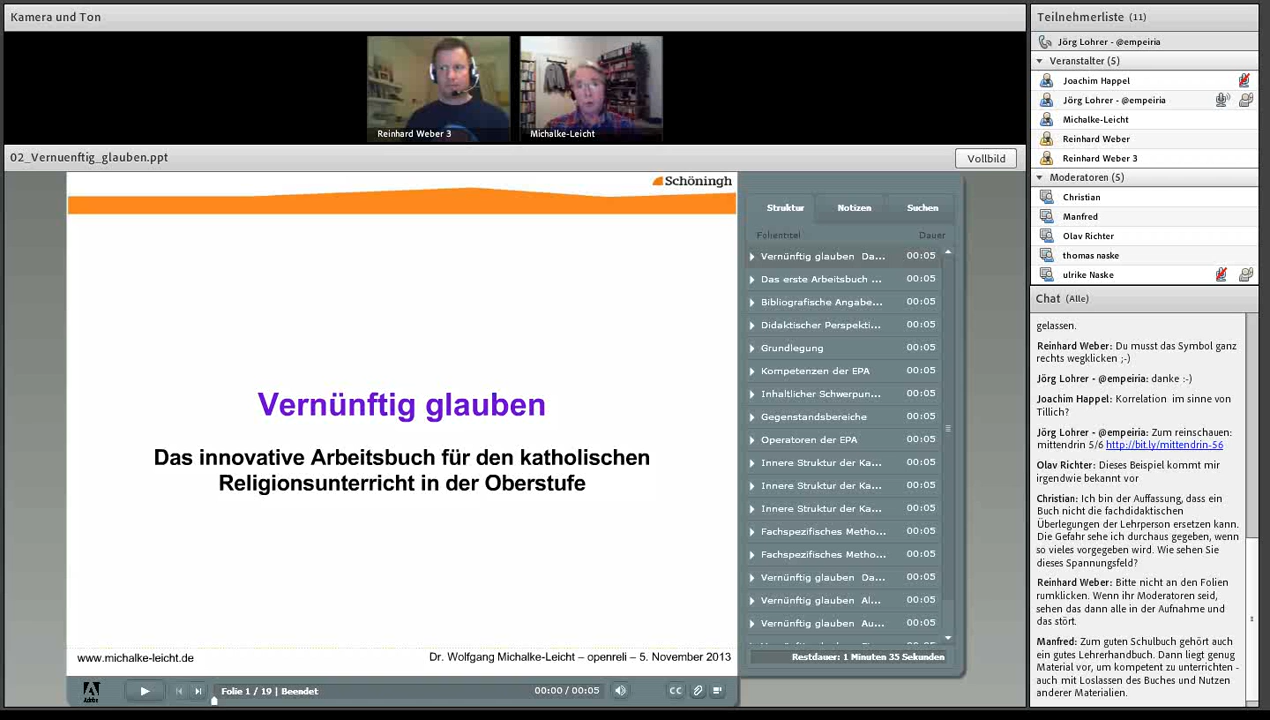 Kamera und Ton
Reinhard Weber 3
Michalke-Leicht
02_Vernuenftig_glauben.ppt
Vollbild
Schöningh
Vernünftig glauben
Das innovative Arbeitsbuch für den katholischen
Religionsunterricht in der Oberstufe
www.michalke-leicht.de
Dr. Wolfgang Michalke-Leicht – openreli – 5. November 2013
Struktur
Notizen
Suchen
Folientitel
Dauer
Vernünftig glauben Da... 00:05
Das erste Arbeitsbuch ... 00:05
Bibliografische Angabe... 00:05
Didaktischer Perspekti... 00:05
Grundlegung 00:05
Kompetenzen der EPA 00:05
Inhaltlicher Schwerpun... 00:05
Gegenstandsbereiche 00:05
Operatoren der EPA 00:05
Innere Struktur der Ka... 00:05
Innere Struktur der Ka... 00:05
Innere Struktur der Ka... 00:05
Fachspezifisches Metho... 00:05
Fachspezifisches Metho... 00:05
Vernünftig glauben Da... 00:05
Vernünftig glauben Al... 00:05
Vernünftig glauben Au... 00:05
Restdauer: 1 Minuten 35 Sekunden
Adobe
Folie 1 / 19 | Beendet
00:00 / 00:05
CC
Teilnehmerliste (11)
Jörg Lohrer - @empeiria
Veranstalter (5)
Joachim Happel
Jörg Lohrer - @empeiria
Michalke-Leicht
Reinhard Weber
Reinhard Weber 3
Moderatoren (5)
Christian
Manfred
Olav Richter
thomas naske
ulrike Naske
Chat (Alle)
gelassen.
Reinhard Weber: Du musst das Symbol ganz
rechts wegklicken ;-)
Jörg Lohrer - @empeiria: danke :-)
Joachim Happel: Korrelation im sinne von
Tillich?
Jörg Lohrer - @empeiria: Zum reinschauen:
mittendrin 5/6 http://bit.ly/mittendrin-56
Olav Richter: Dieses Beispiel kommt mir
irgendwie bekannt vor
Christian: Ich bin der Auffassung, dass ein
Buch nicht die fachdidaktischen
Überlegungen der Lehrperson ersetzen kann.
Die Gefahr sehe ich durchaus gegeben, wenn
so vieles vorgegeben wird. Wie sehen Sie
dieses Spannungsfeld?
Reinhard Weber: Bitte nicht an den Folien
rumklicken. Wenn ihr Moderatoren seid,
sehen das dann alle in der Aufnahme und
das stört.
Manfred: Zum guten Schulbuch gehört auch
ein gutes Lehrerhandbuch. Dann liegt genug
Material vor, um kompetent zu unterrichten -
auch mit Loslassen des Buches und Nutzen
anderer Materialien.